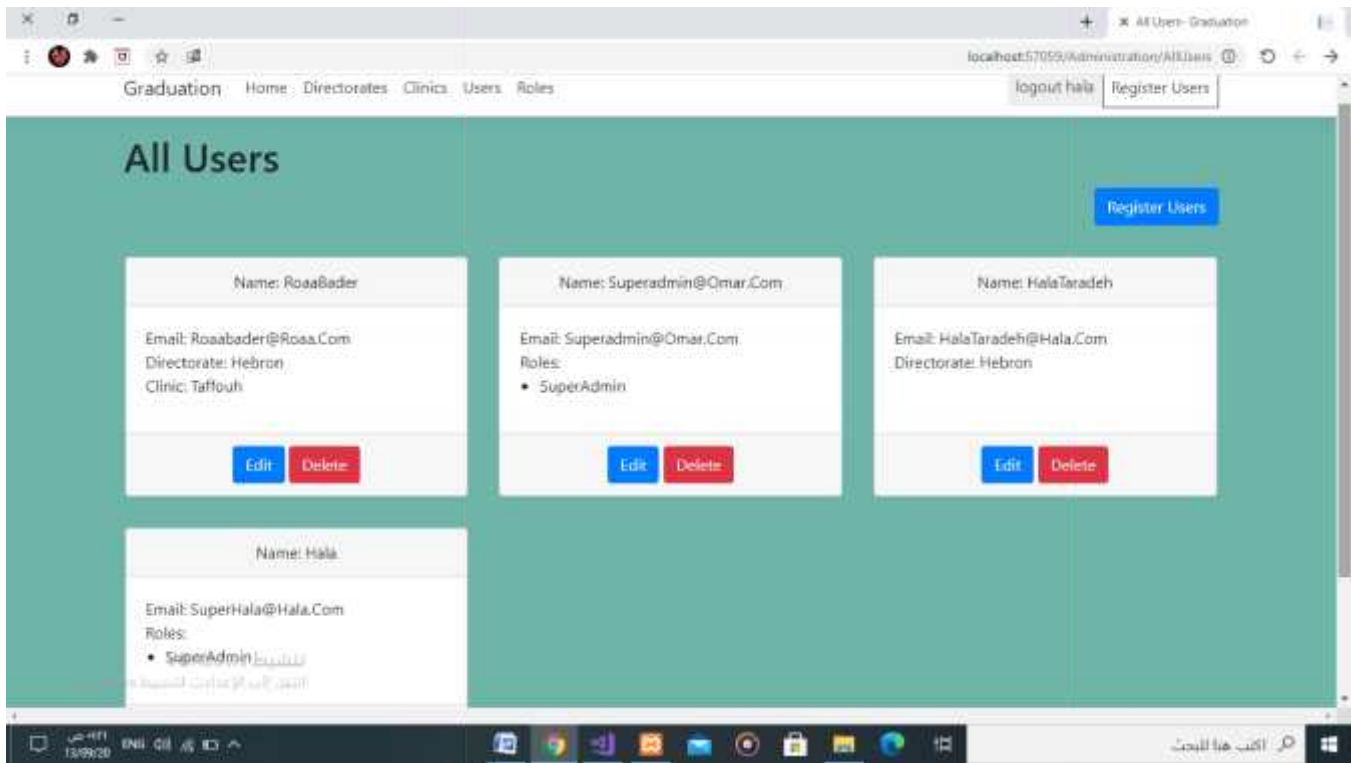 All Users- Graduation
localhost:57059/Administration/AllUsers
Graduation Home Directorates Clinics Users Roles
logout hala Register Users
All Users
Register Users
Name: RoaaBader
Email: Roaabader@Roaa.Com
Directorate: Hebron
Clinic: Taffouh
Edit Delete
Name: Superadmin@Omar.Com
Email: Superadmin@Omar.Com
Roles:
• SuperAdmin
Edit Delete
Name: HalaTaradeh
Email: HalaTaradeh@Hala.Com
Directorate: Hebron
Edit Delete
Name: Hala
Email: SuperHala@Hala.Com
Roles:
• SuperAdmin
ENG
13/09/20
اكتب هنا للبحث